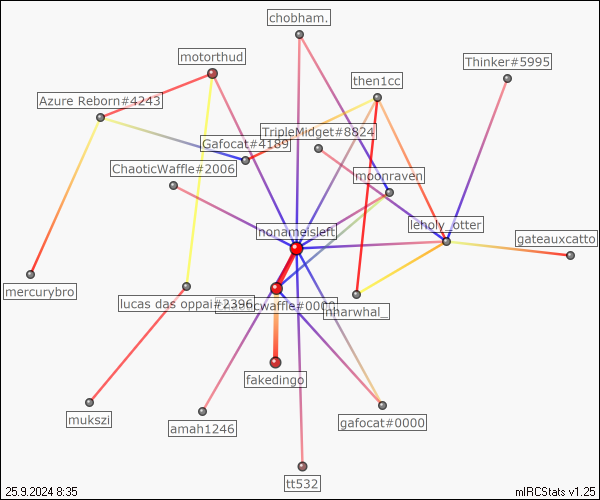 chobham.
motorthud
Thinker#5995
then1cc
Azure Reborn#4243
TripleMidget#8824
Gafocat#4189
ChaoticWaffle#2006
moonraven
leholy_otter
nonameisleft
gateauxcatto
mercurybro
lucas das oppai#2396
cwaffle#0000
nharwhal_
fakedingo
mukszi
gafocat#0000
amah1246
tt532
25.9.2024 8:35
mIRCStats v1.25